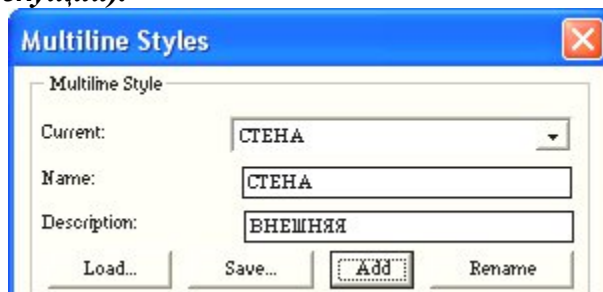 Multiline Styles
Multiline Style
Current: СТЕНА
Name: СТЕНА
Description: ВНЕШНЯЯ
Load... Save... Add Rename